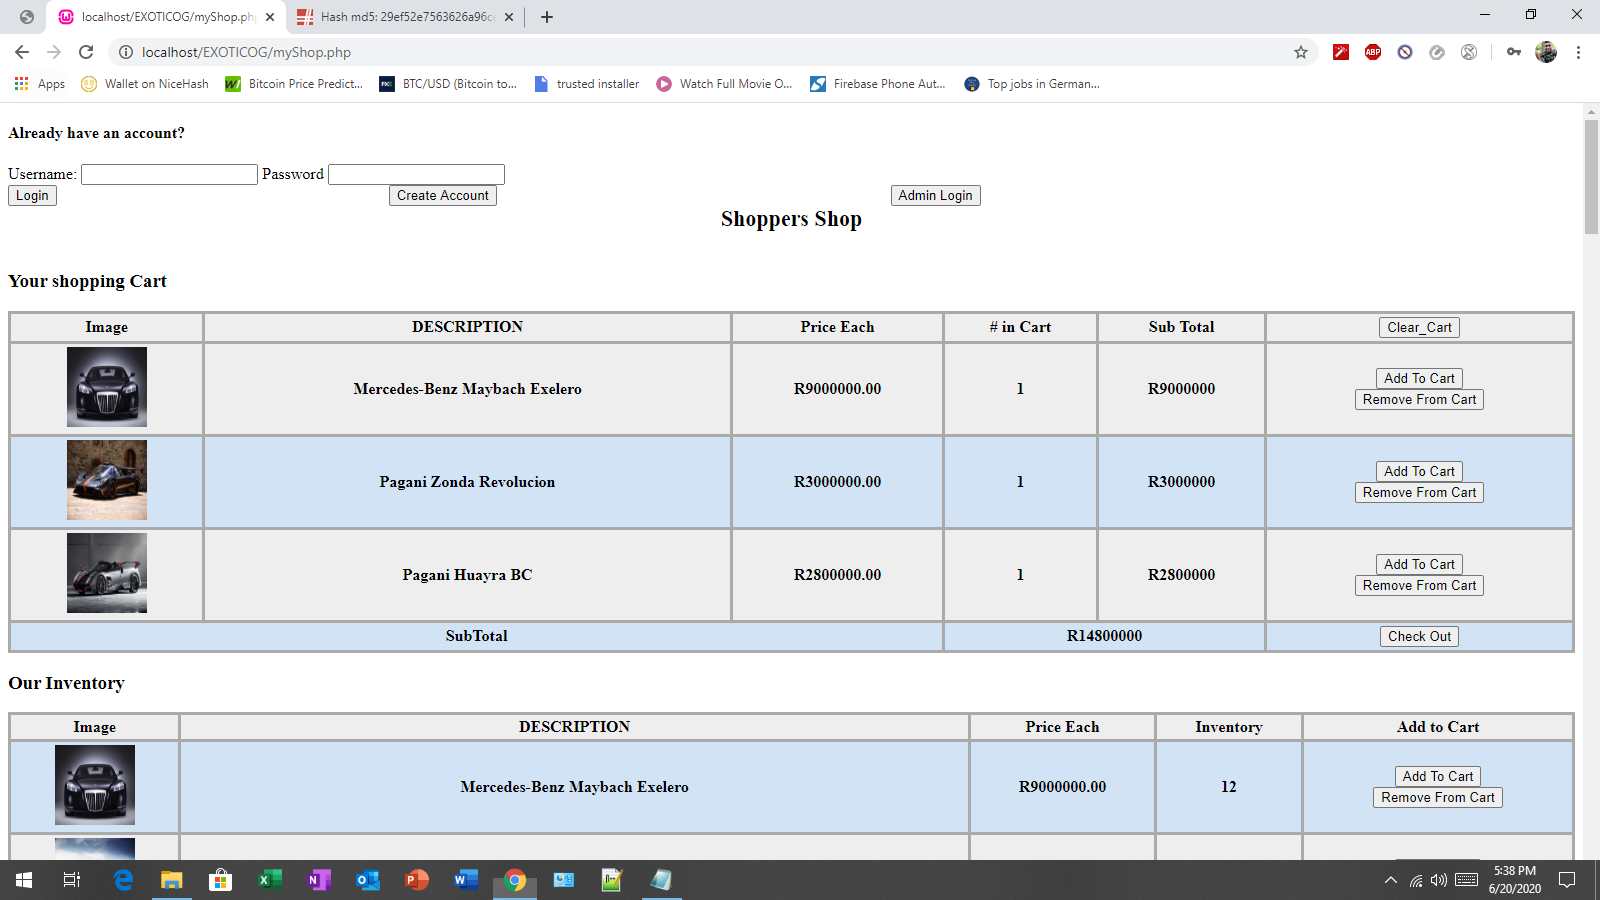 localhost/EXOTICOG/myShop.ph
Hash md5: 29ef52e7563626a96c
localhost/EXOTICOG/myShop.php
ABP
Apps
Wallet on NiceHash
Bitcoin Price Predict...
BTC/USD (Bitcoin to...
trusted installer
Watch Full Movie O...
Firebase Phone Aut...
Top jobs in German...
Already have an account?
Username: Password
Login Create Account Admin Login
Shoppers Shop
Your shopping Cart
Image DESCRIPTION Price Each # in Cart Sub Total Clear_Cart
Mercedes-Benz Maybach Exelero R9000000.00 1 R9000000 Add To Cart
Remove From Cart
Pagani Zonda Revolucion R3000000.00 1 R3000000 Add To Cart
Remove From Cart
Pagani Huayra BC R2800000.00 1 R2800000 Add To Cart
Remove From Cart
SubTotal R14800000 Check Out
Our Inventory
Image DESCRIPTION Price Each Inventory Add to Cart
Mercedes-Benz Maybach Exelero R9000000.00 12 Add To Cart
Remove From Cart
5:38 PM
6/20/2020